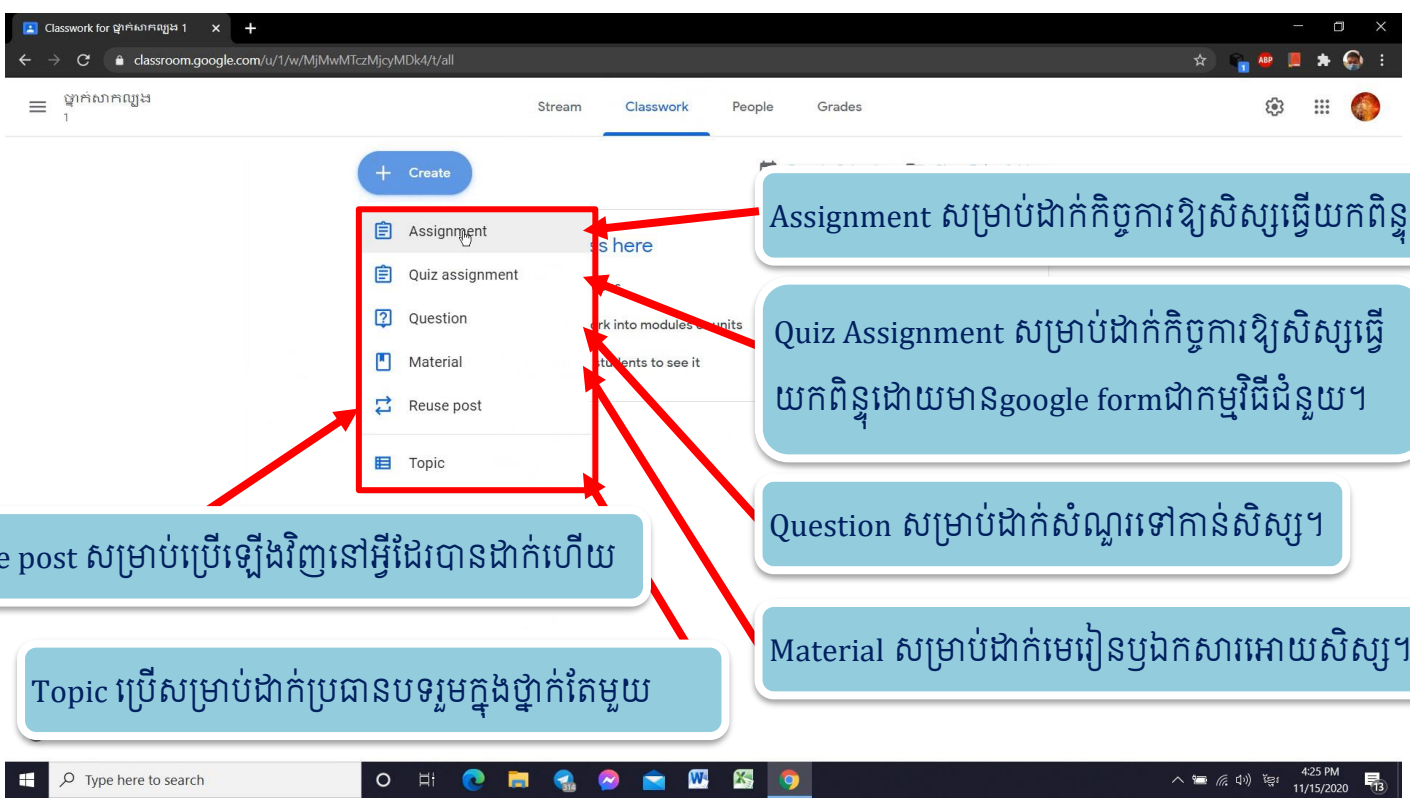 Classwork for ថ្នាក់សាកល្បង 1
classroom.google.com/u/1/w/MjMwMTczMjcyMDk4/t/all
ថ្នាក់សាកល្បង
1
Stream Classwork People Grades
Create
Assignment
Quiz assignment
Question
Material
Reuse post
Topic
ss here
ork into modules or units
students to see it
Assignment សម្រាប់ដាក់កិច្ចការឱ្យសិស្សធ្វើយកពិន្ទុ
Quiz Assignment សម្រាប់ដាក់កិច្ចការឱ្យសិស្សធ្វើ
យកពិន្ទុដោយមានgoogle formជាកម្មវិធីជំនួយ។
Question សម្រាប់ដាក់សំណួរទៅកាន់សិស្ស។
e post សម្រាប់ប្រើឡើងវិញនៅអ្វីដែរបានដាក់ហើយ
Material សម្រាប់ដាក់មេរៀនឫឯកសារអោយសិស្ស។
Topic ប្រើសម្រាប់ដាក់ប្រធានបទរួមក្នុងថ្នាក់តែមួយ
Type here to search
ខ្មែរ
4:25 PM
11/15/2020
13